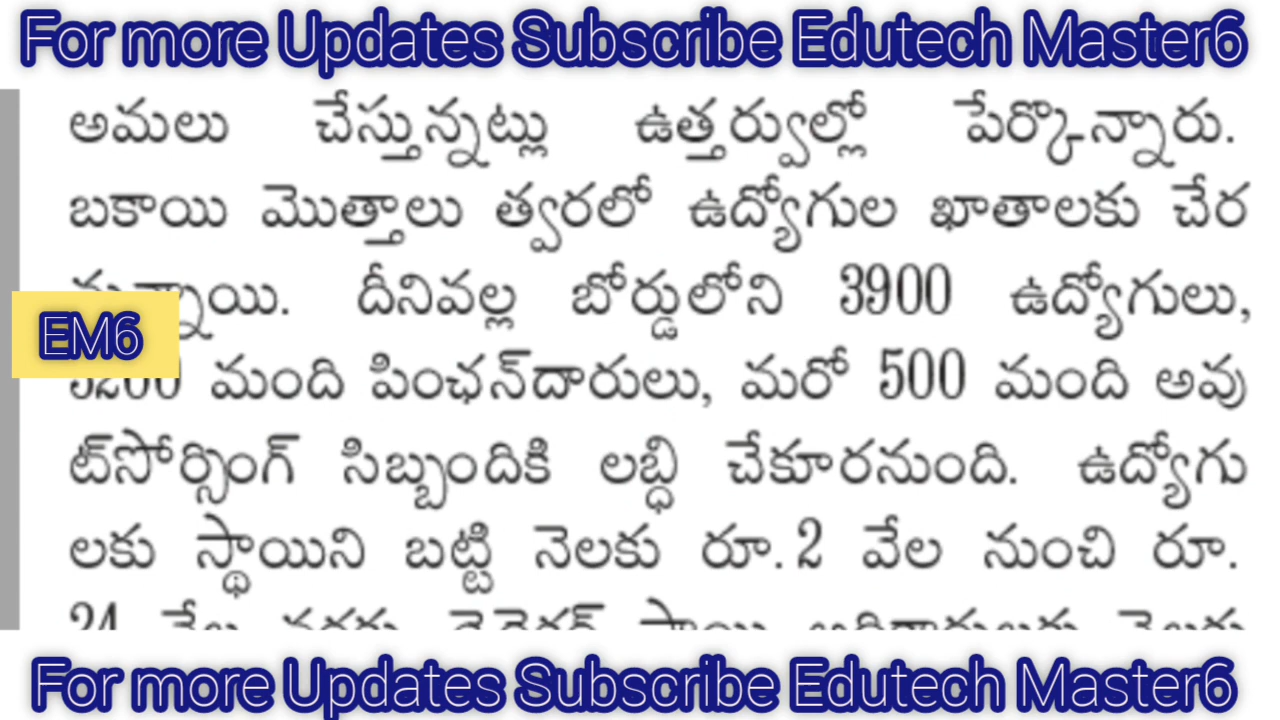 For more Updates Subscribe Edutech Master6
అమలు చేస్తున్నట్లు ఉత్తర్వుల్లో పేర్కొన్నారు.
బకాయి మొత్తాలు త్వరలో ఉద్యోగుల ఖాతాలకు చేర
దీనివల్ల బోర్డులోని 3900 ఉద్యోగులు,
EM6
మంది పింఛన్‌దారులు, మరో 500 మంది అవు
ట్‌సోర్సింగ్ సిబ్బందికి లబ్ధి చేకూరనుంది. ఉద్యోగు
లకు స్థాయిని బట్టి నెలకు రూ.2 వేల నుంచి రూ.
For more Updates Subscribe Edutech Master6